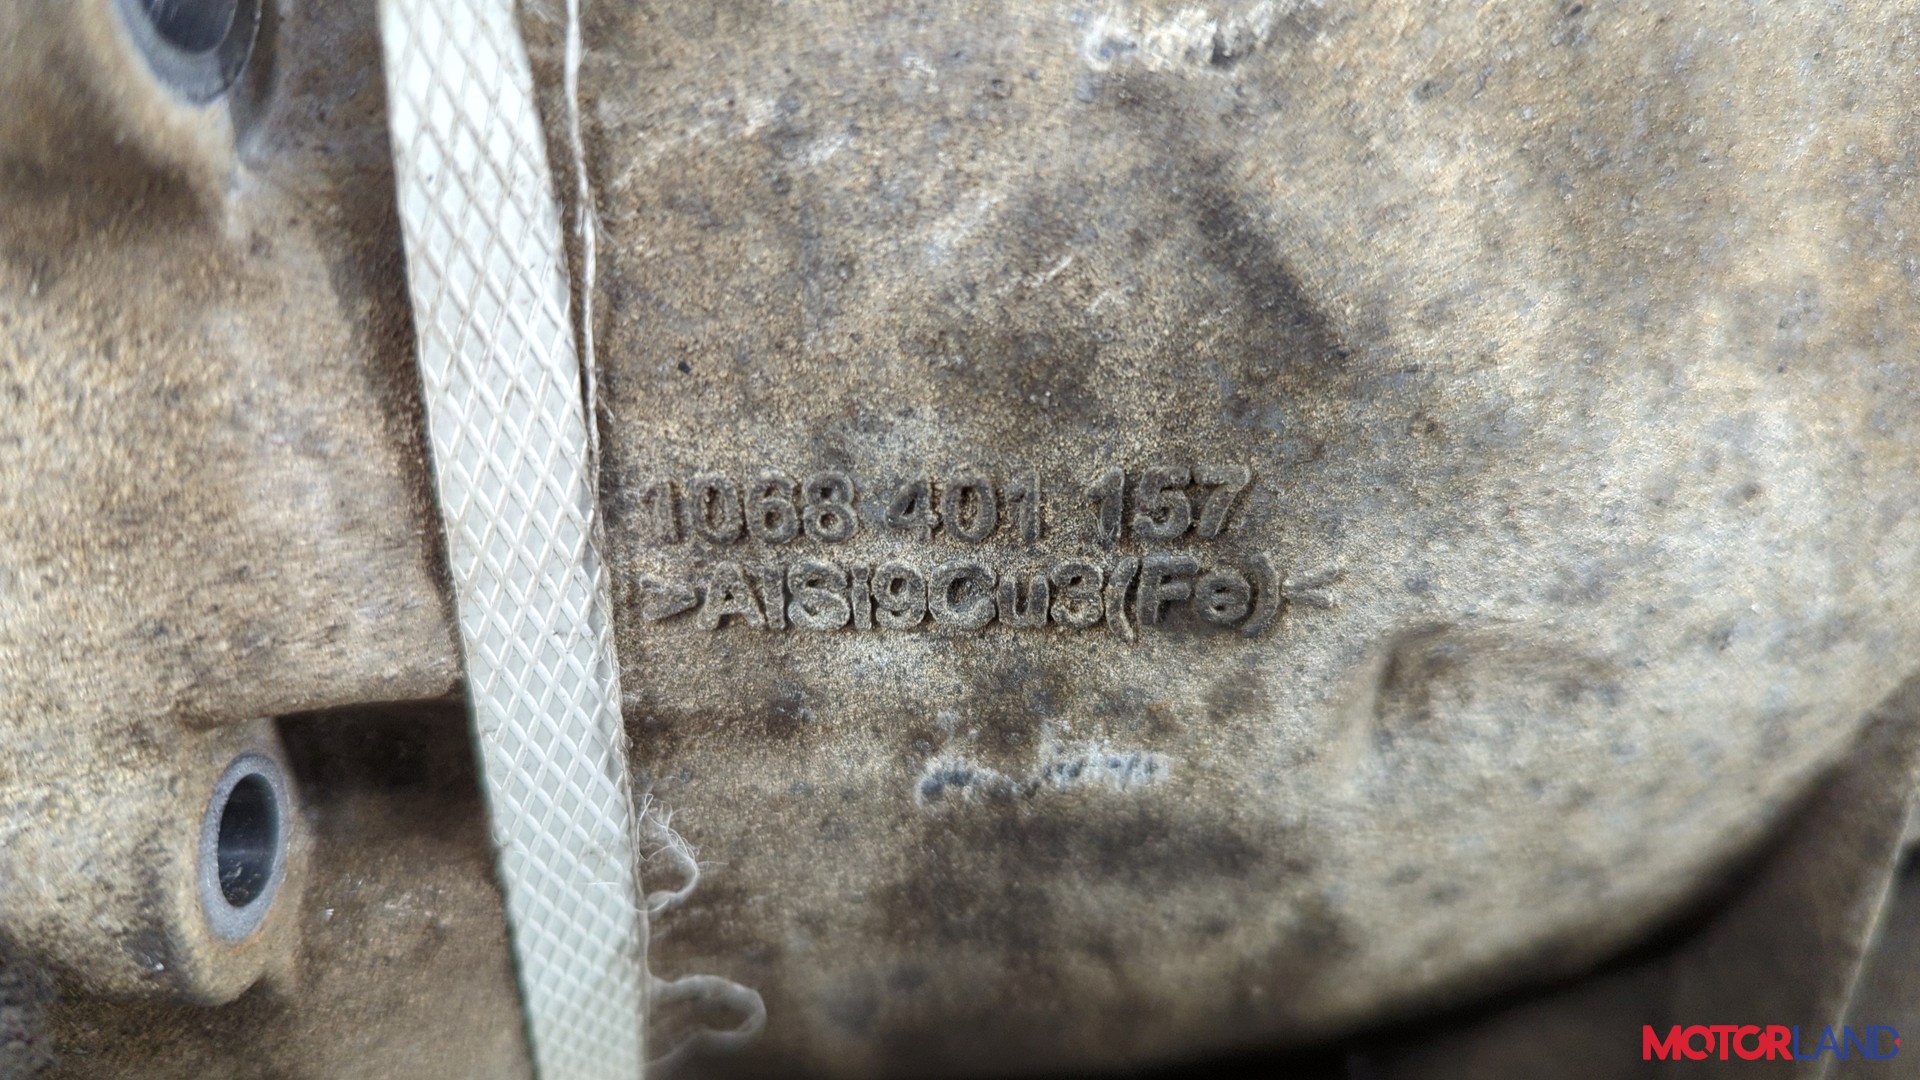 1068 401 157
>AlSi9Cu3(Fe)<
MOTORLAND